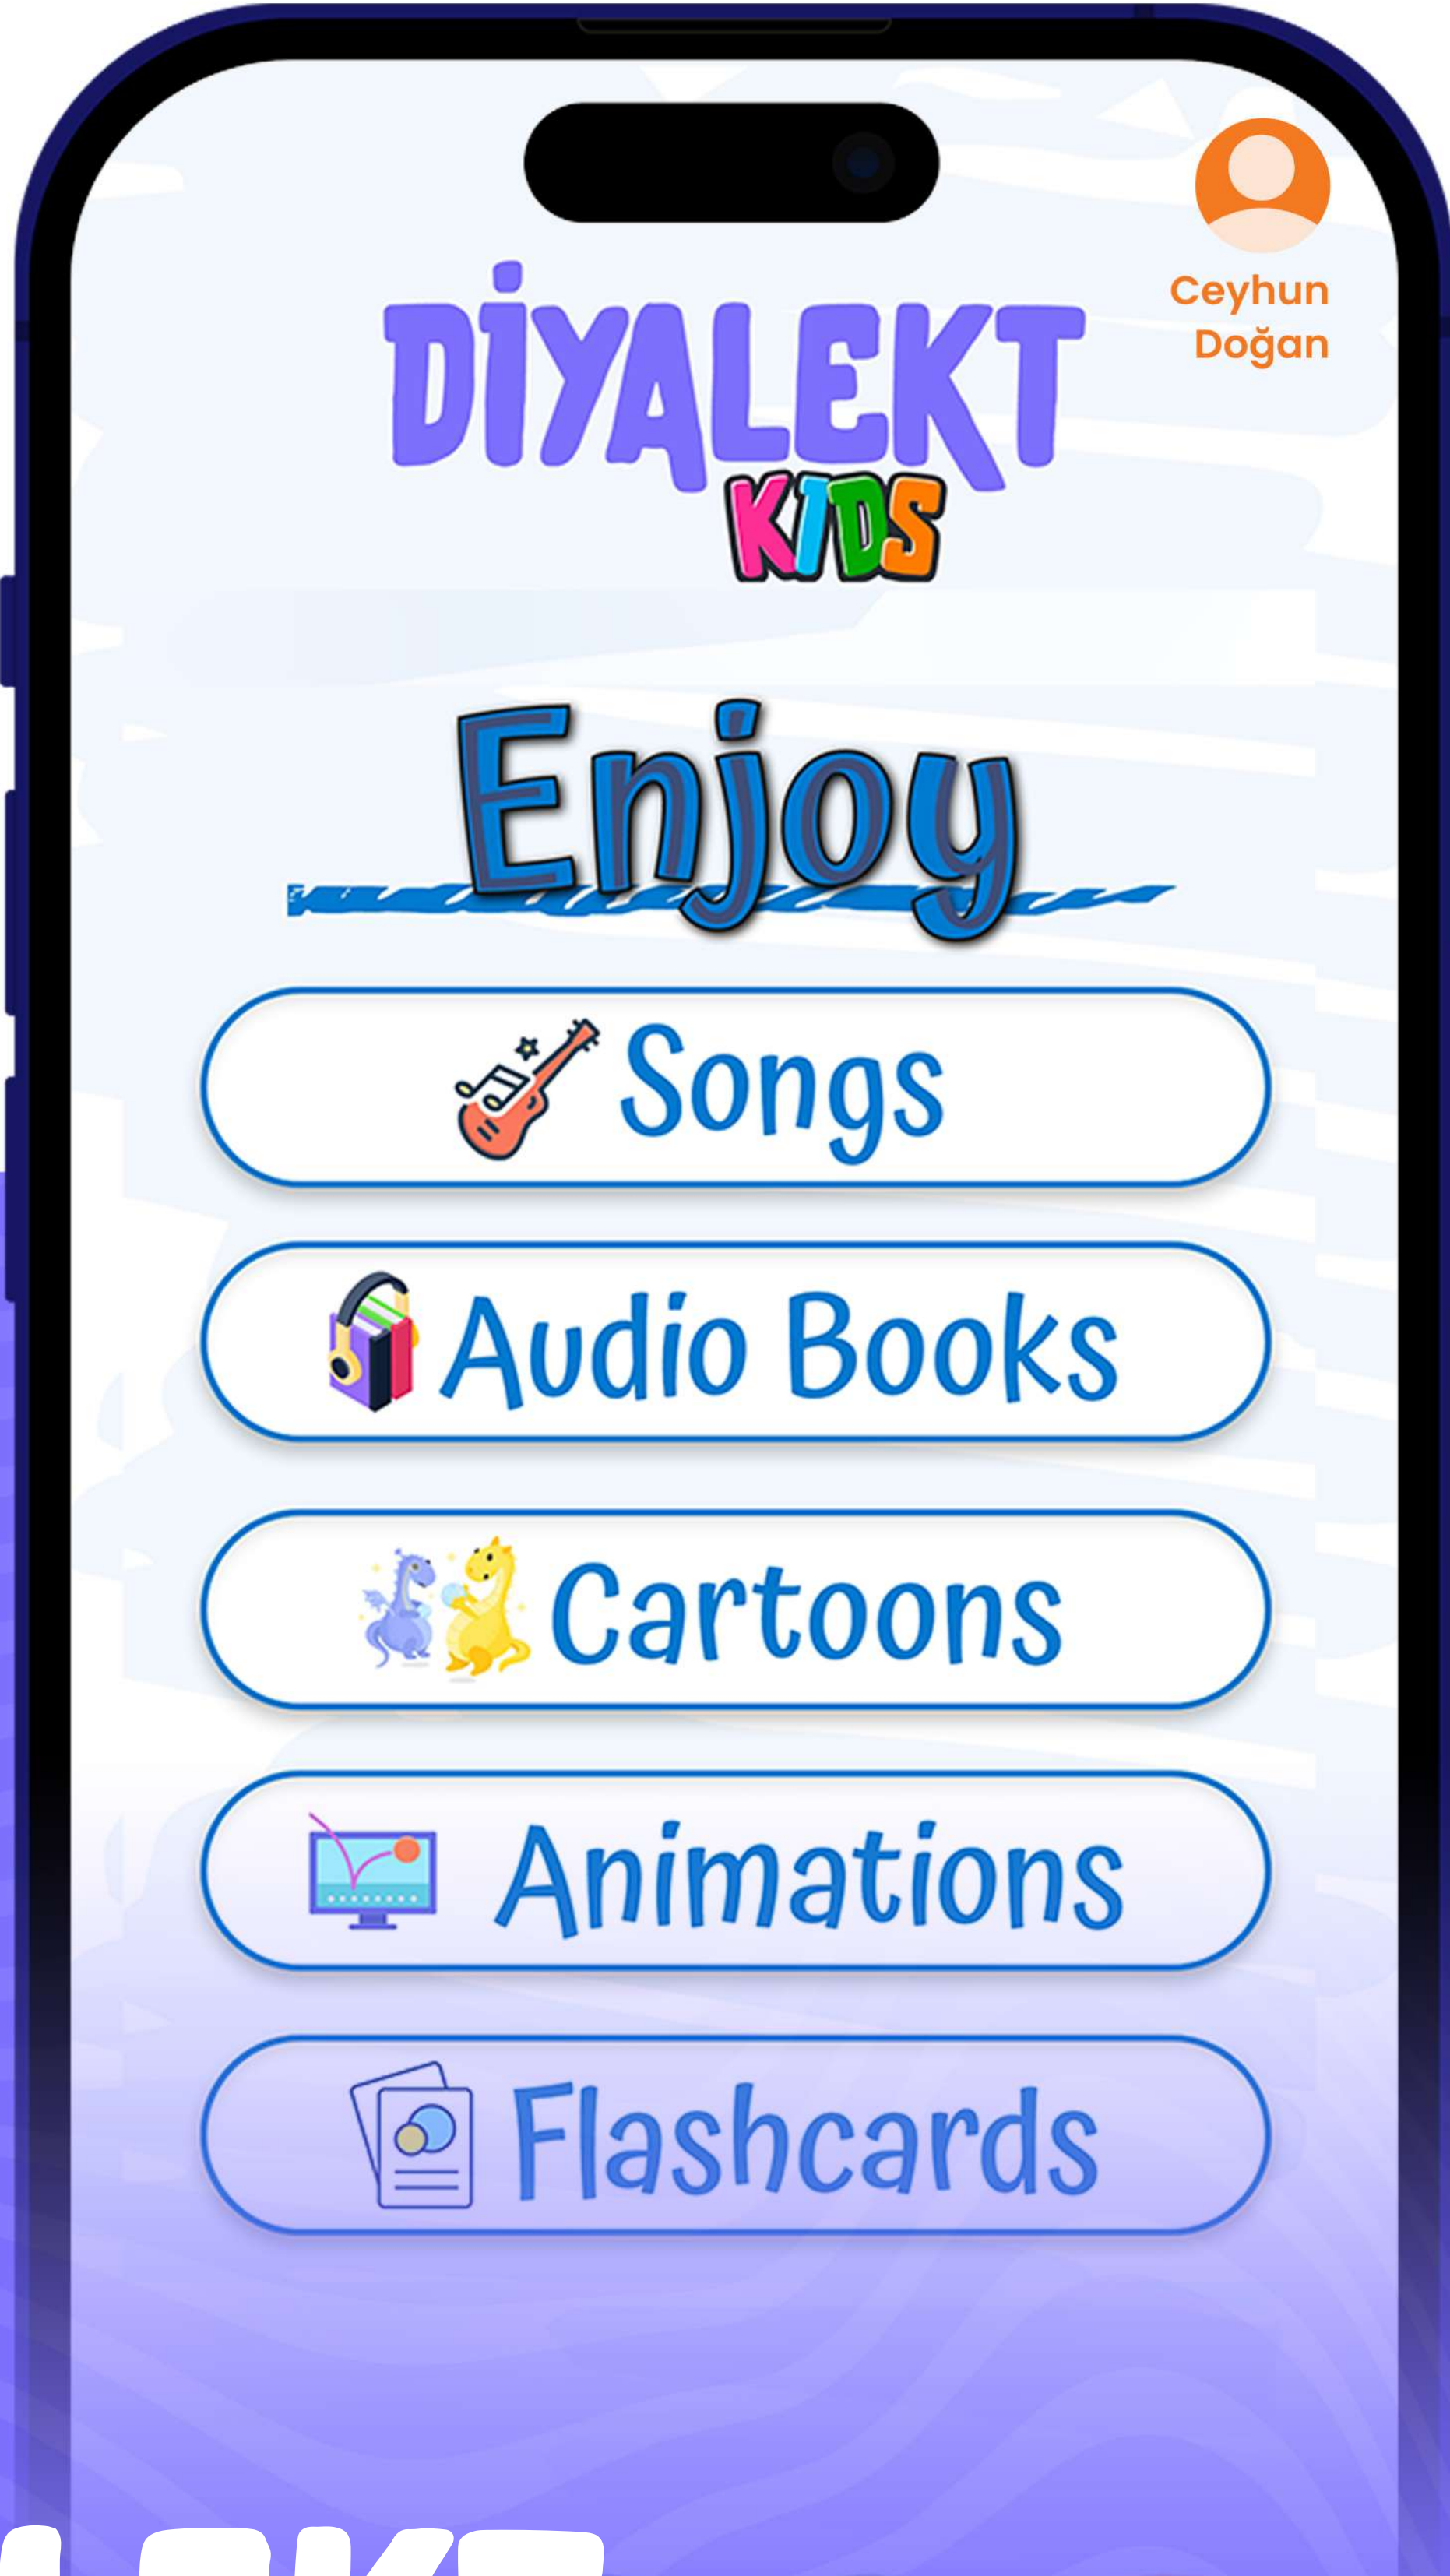 Ceyhun
Doğan
DİYALEKT
KIDS
Enjoy
Songs
Audio Books
Cartoons
Animations
Flashcards